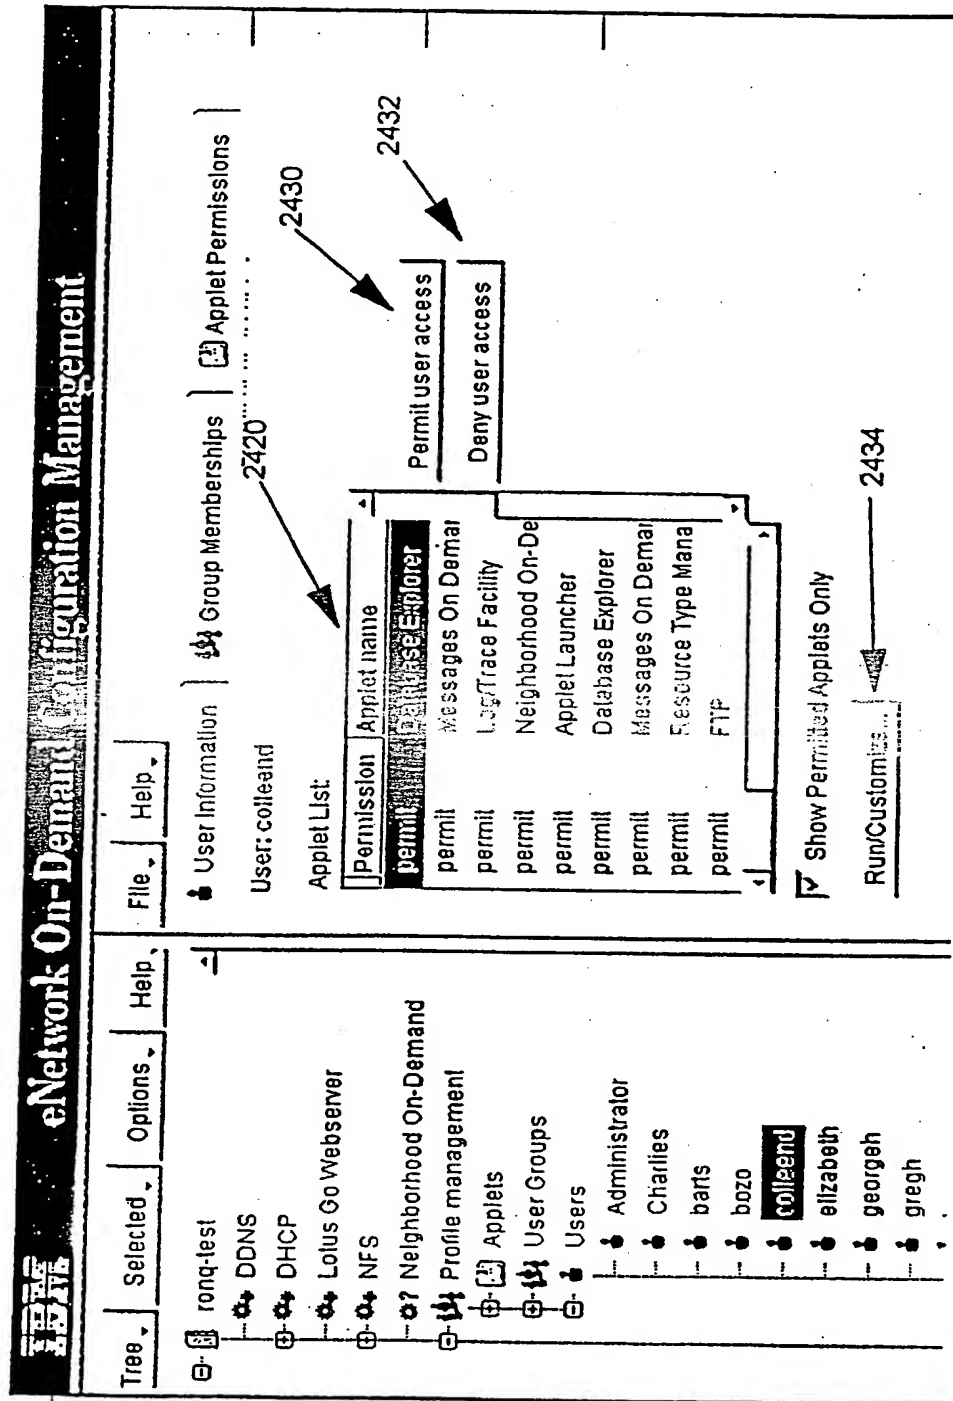 IBM eNetwork On-Demand Configuration Management
Tree Selected Options Help
File Help
ronq-test
DDNS
DHCP
Lotus Go Webserver
NFS
Neighborhood On-Demand
Profile management
Applets
User Groups
Users
Administrator
Charlies
barts
bozo
colleend
elizabeth
georgeh
gregh
User Information Group Memberships Applet Permissions
User: colleend
2420
2430
2432
Applet List:
Permission Applet name
permit Database Explorer
permit Messages On Demar
permit Log/Trace Facility
permit Neighborhood On-De
permit Applet Launcher
permit Database Explorer
permit Messages On Demar
permit Resource Type Mana
permit FTP
Permit user access
Deny user access
Show Permitted Applets Only
Run/Customize...
2434